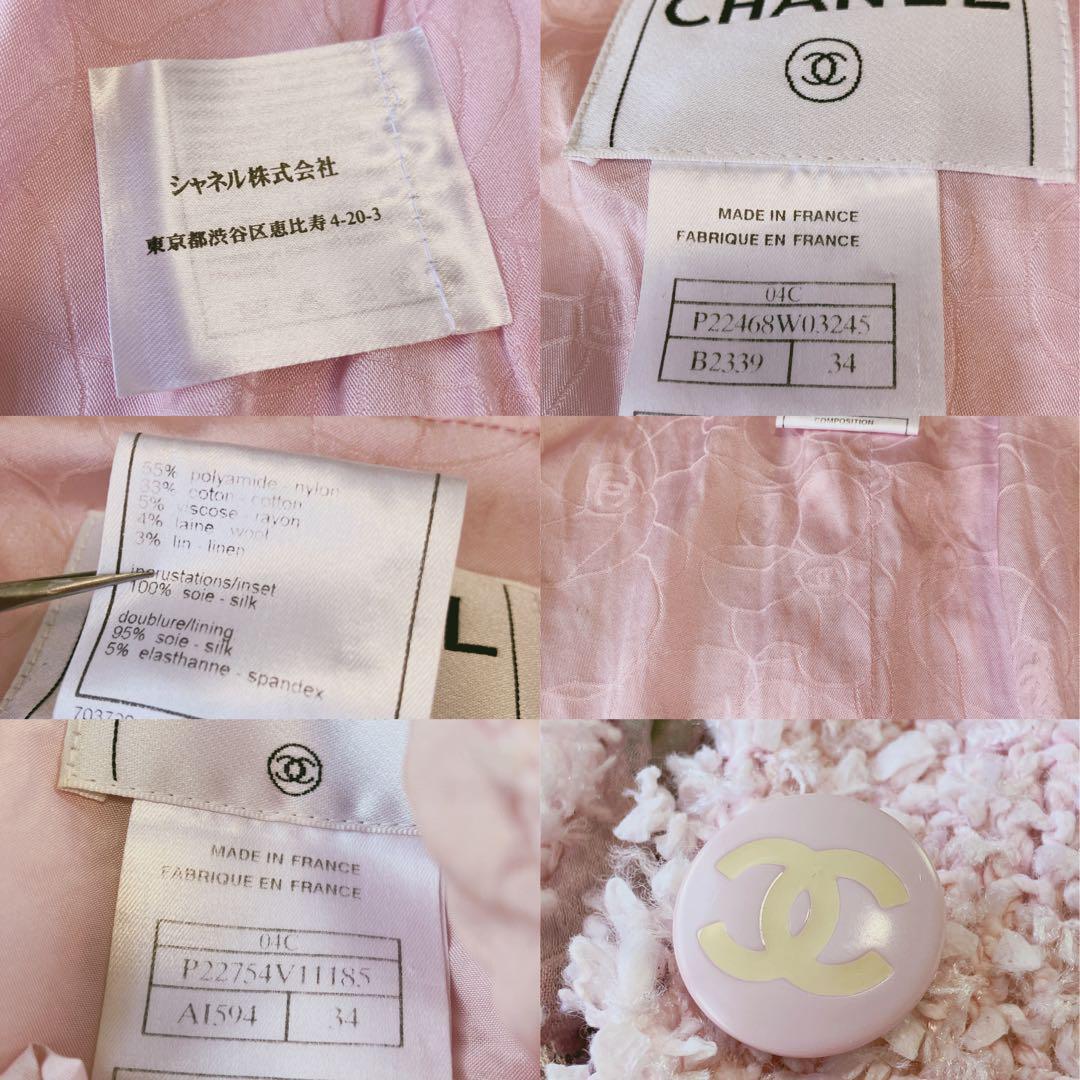 シャネル株式会社
東京都渋谷区恵比寿4-20-3
CHANEL
MADE IN FRANCE
FABRIQUE EN FRANCE
04C
P22468W03245
B2339 34
55% polyamide - nylon
33% coton - cotton
5% viscose - rayon
4% laine - wool
3% lin - linen
incrustations/inset
100% soie - silk
doublure/lining
95% soie - silk
5% elasthanne - spandex
L
COMPOSITION
MADE IN FRANCE
FABRIQUE EN FRANCE
04C
P22754V11185
A1594 34